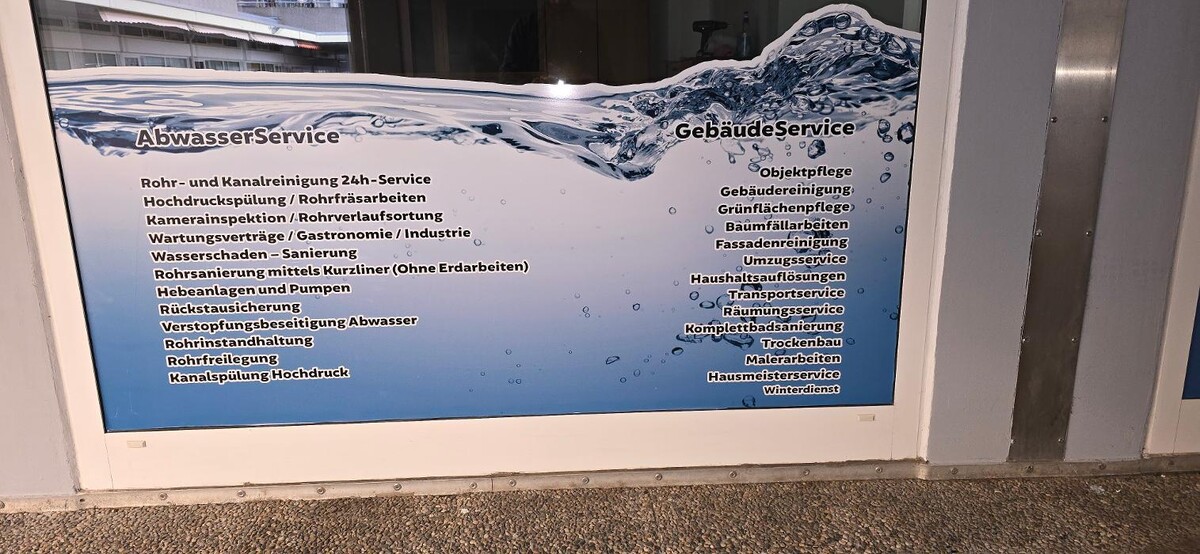 AbwasserService
Rohr- und Kanalreinigung 24h-Service
Hochdruckspülung / Rohrfräsarbeiten
Kamerainspektion / Rohrverlaufsortung
Wartungsverträge / Gastronomie / Industrie
Wasserschaden – Sanierung
Rohrsanierung mittels Kurzliner (Ohne Erdarbeiten)
Hebeanlagen und Pumpen
Rückstausicherung
Verstopfungsbeseitigung Abwasser
Rohrinstandhaltung
Rohrfreilegung
Kanalspülung Hochdruck
GebäudeService
Objektpflege
Gebäudereinigung
Grünflächenpflege
Baumfällarbeiten
Fassadenreinigung
Umzugsservice
Haushaltsauflösungen
Transportservice
Räumungsservice
Komplettbadsanierung
Trockenbau
Malerarbeiten
Hausmeisterservice
Winterdienst